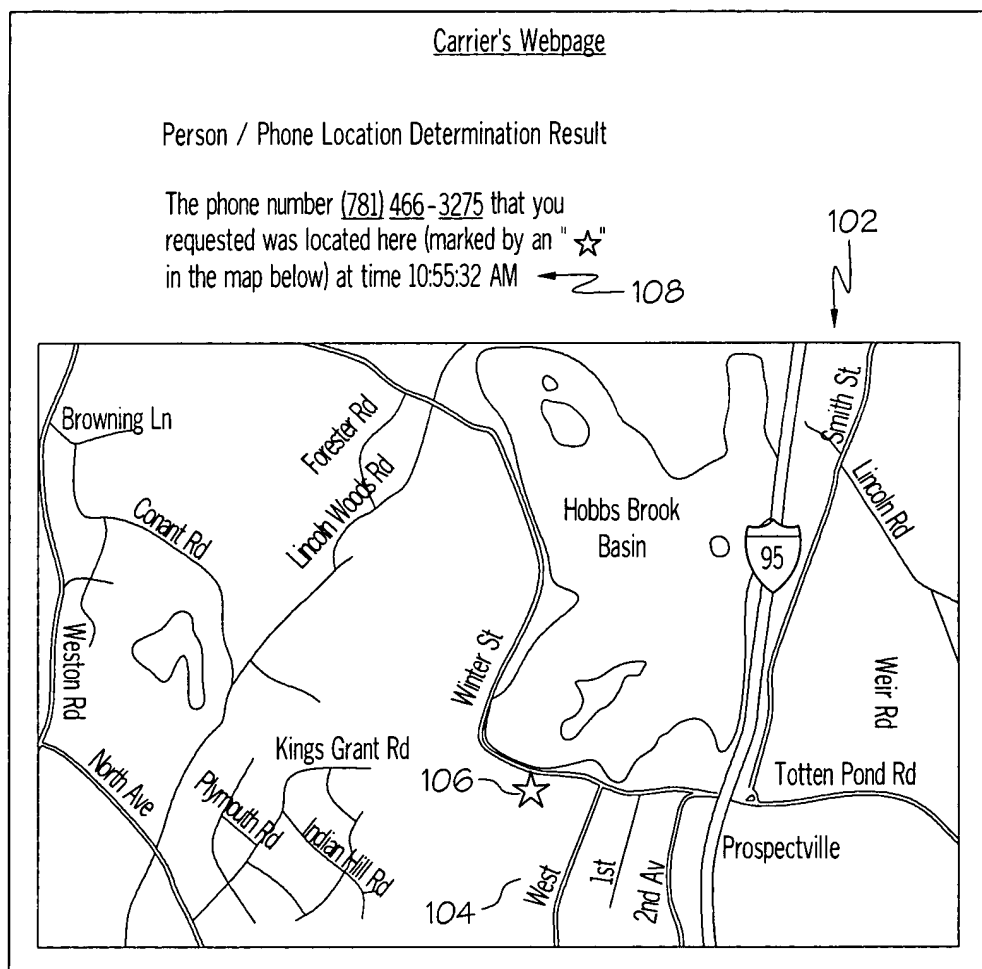 Carrier's Webpage
Person / Phone Location Determination Result
The phone number (781) 466-3275 that you
requested was located here (marked by an "☆"
in the map below) at time 10:55:32 AM
108
102
Browning Ln
Forester Rd
Smith St
Lincoln Woods Rd
Lincoln Rd
Conant Rd
Hobbs Brook
Basin
95
Weston Rd
Winter St
Weir Rd
Kings Grant Rd
106
Totten Pond Rd
North Ave
Plymouth Rd
Indian Hill Rd
Prospectville
104
West
1st
2nd Av